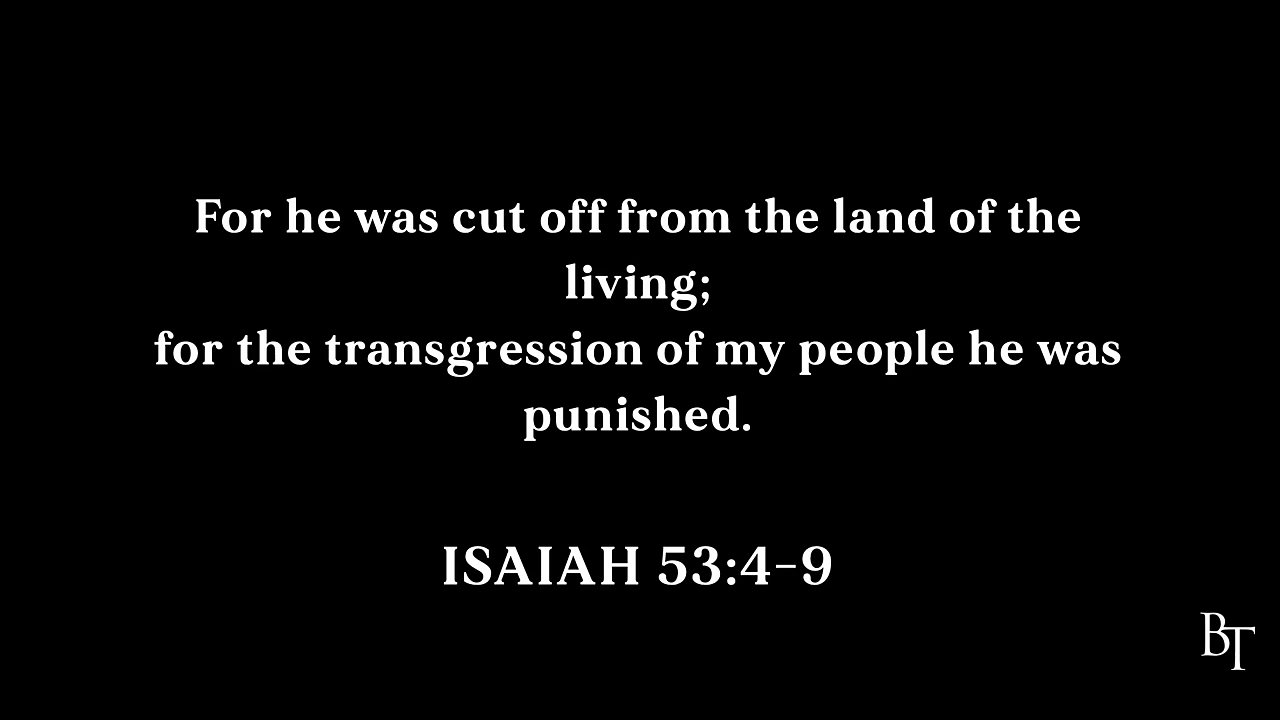 For he was cut off from the land of the
living;
for the transgression of my people he was
punished.
ISAIAH 53:4-9
BT